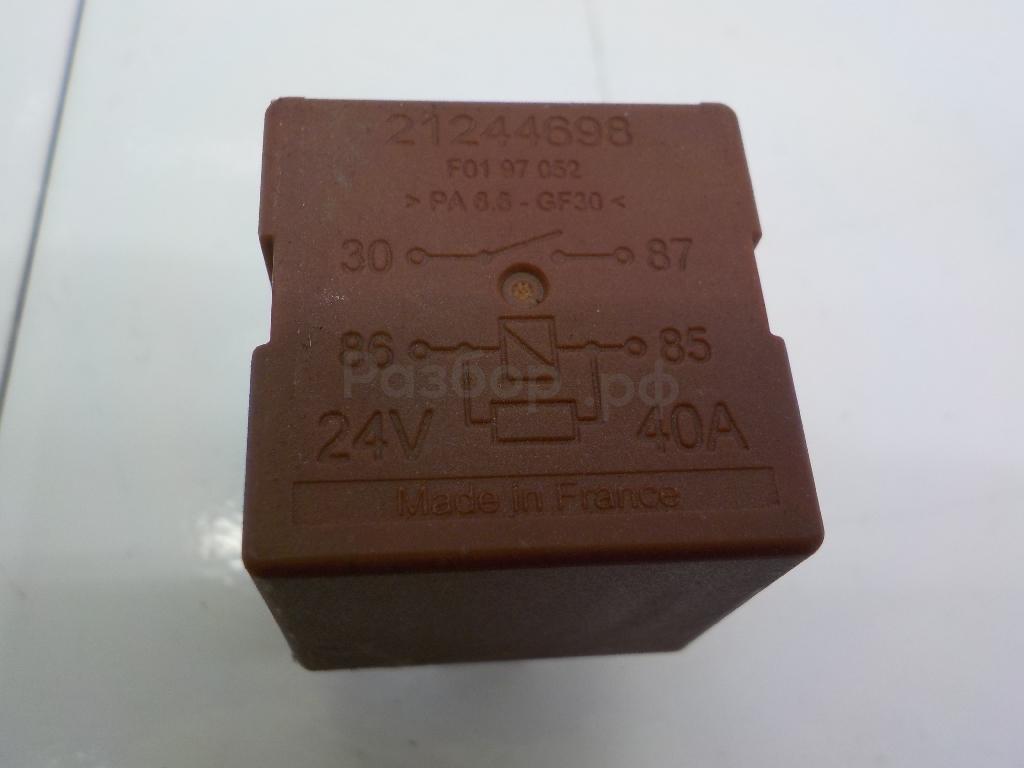 21244698
F01 97 052
> PA 6.6 - GF30 <
30 87
86 85
Разбор.рф
24V 40A
Made in France